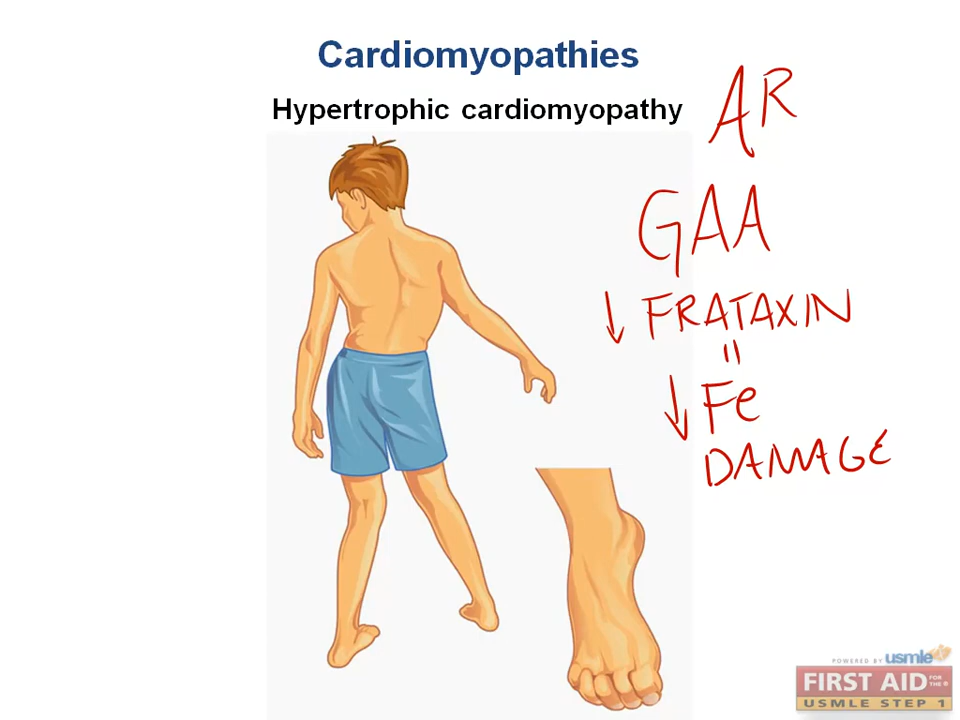 Cardiomyopathies
Hypertrophic cardiomyopathy
AR
GAA
↓ FRATAXIN
"
↓ Fe
DAMAGE
POWERED BY usmle
FIRST AID FOR THE®
USMLE STEP 1